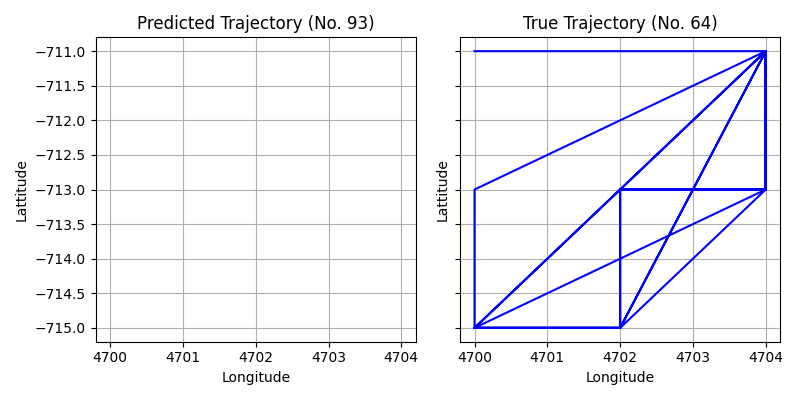 Predicted Trajectory (No. 93)
−711.0
−711.5
−712.0
−712.5
−713.0
−713.5
−714.0
−714.5
−715.0
Lattitude
4700 4701 4702 4703 4704
Longitude
True Trajectory (No. 64)
Lattitude
4700 4701 4702 4703 4704
Longitude